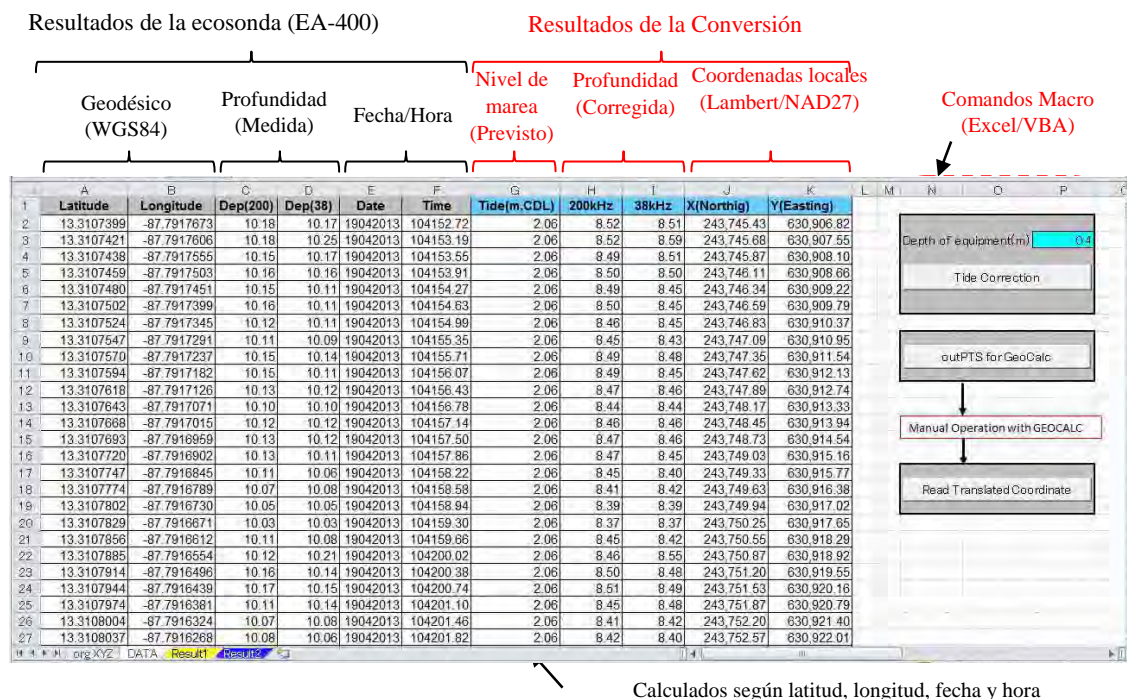 Resultados de la ecosonda (EA-400)
Resultados de la Conversión
Geodésico
(WGS84)
Profundidad
(Medida)
Fecha/Hora
Nivel de
marea
(Previsto)
Profundidad
(Corregida)
Coordenadas locales
(Lambert/NAD27)
Comandos Macro
(Excel/VBA)
A B C D E F G H I J K L M N O P
1 Latitude Longitude Dep(200) Dep(38) Date Time Tide(m,CDL) 200kHz 38kHz X(Northig) Y(Easting)
2 13.3107399 -87.7917673 10.18 10.17 19042013 104152.72 2.06 8.52 8.51 243,745.43 630,906.82
3 13.3107421 -87.7917606 10.18 10.25 19042013 104153.19 2.06 8.52 8.59 243,745.68 630,907.55
4 13.3107438 -87.7917555 10.15 10.17 19042013 104153.55 2.06 8.49 8.51 243,745.87 630,908.10
5 13.3107459 -87.7917503 10.16 10.16 19042013 104153.91 2.06 8.50 8.50 243,746.11 630,908.66
6 13.3107480 -87.7917451 10.15 10.11 19042013 104154.27 2.06 8.49 8.45 243,746.34 630,909.22
7 13.3107502 -87.7917399 10.16 10.11 19042013 104154.63 2.06 8.50 8.45 243,746.59 630,909.79
8 13.3107524 -87.7917345 10.12 10.11 19042013 104154.99 2.06 8.46 8.45 243,746.83 630,910.37
9 13.3107547 -87.7917291 10.11 10.09 19042013 104155.35 2.06 8.45 8.43 243,747.09 630,910.95
10 13.3107570 -87.7917237 10.15 10.14 19042013 104155.71 2.06 8.49 8.48 243,747.35 630,911.54
11 13.3107594 -87.7917182 10.15 10.11 19042013 104156.07 2.06 8.49 8.45 243,747.62 630,912.13
12 13.3107618 -87.7917126 10.13 10.12 19042013 104156.43 2.06 8.47 8.46 243,747.89 630,912.74
13 13.3107643 -87.7917071 10.10 10.10 19042013 104156.78 2.06 8.44 8.44 243,748.17 630,913.33
14 13.3107668 -87.7917015 10.12 10.12 19042013 104157.14 2.06 8.46 8.46 243,748.45 630,913.94
15 13.3107693 -87.7916959 10.13 10.12 19042013 104157.50 2.06 8.47 8.46 243,748.73 630,914.54
16 13.3107720 -87.7916902 10.13 10.11 19042013 104157.86 2.06 8.47 8.45 243,749.03 630,915.16
17 13.3107747 -87.7916845 10.11 10.06 19042013 104158.22 2.06 8.45 8.40 243,749.33 630,915.77
18 13.3107774 -87.7916789 10.07 10.08 19042013 104158.58 2.06 8.41 8.42 243,749.63 630,916.38
19 13.3107802 -87.7916730 10.05 10.05 19042013 104158.94 2.06 8.39 8.39 243,749.94 630,917.02
20 13.3107829 -87.7916671 10.03 10.03 19042013 104159.30 2.06 8.37 8.37 243,750.25 630,917.65
21 13.3107856 -87.7916612 10.11 10.08 19042013 104159.66 2.06 8.45 8.42 243,750.55 630,918.29
22 13.3107885 -87.7916554 10.12 10.21 19042013 104200.02 2.06 8.46 8.55 243,750.87 630,918.92
23 13.3107914 -87.7916496 10.16 10.14 19042013 104200.38 2.06 8.50 8.48 243,751.20 630,919.55
24 13.3107944 -87.7916439 10.17 10.15 19042013 104200.74 2.06 8.51 8.49 243,751.53 630,920.16
25 13.3107974 -87.7916381 10.11 10.14 19042013 104201.10 2.06 8.45 8.48 243,751.87 630,920.79
26 13.3108004 -87.7916324 10.07 10.08 19042013 104201.46 2.06 8.41 8.42 243,752.20 630,921.40
27 13.3108037 -87.7916268 10.08 10.06 19042013 104201.82 2.06 8.42 8.40 243,752.57 630,922.01
Depth of equipment(m) 0.4
Tide Correction
outPTS for GeoCalc
Manual Operation with GEOCALC
Read Translated Coordinate
org XYZ DATA Result1 Result2
Calculados según latitud, longitud, fecha y hora